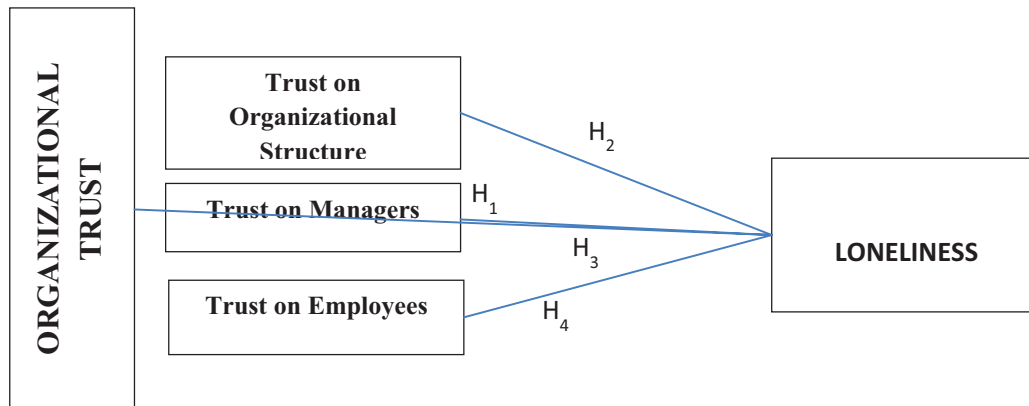 ORGANIZATIONAL
TRUST
Trust on
Organizational
Structure
Trust on Managers
Trust on Employees
H2
H1
H3
H4
LONELINESS